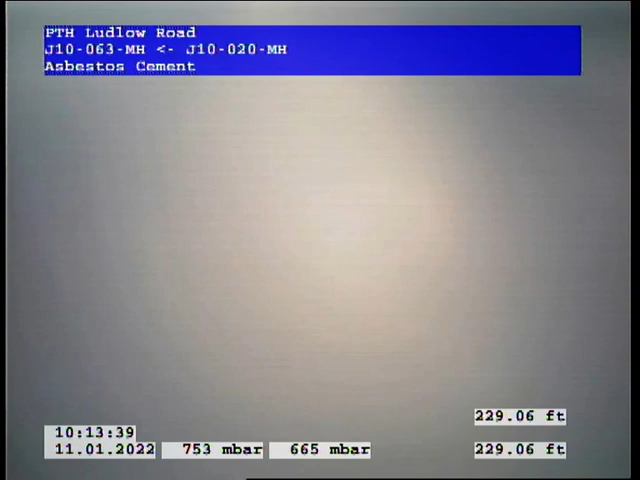 PTH Ludlow Road
J10-063-MH <- J10-020-MH
Asbestos Cement
229.06 ft
10:13:39
11.01.2022 753 mbar 665 mbar 229.06 ft